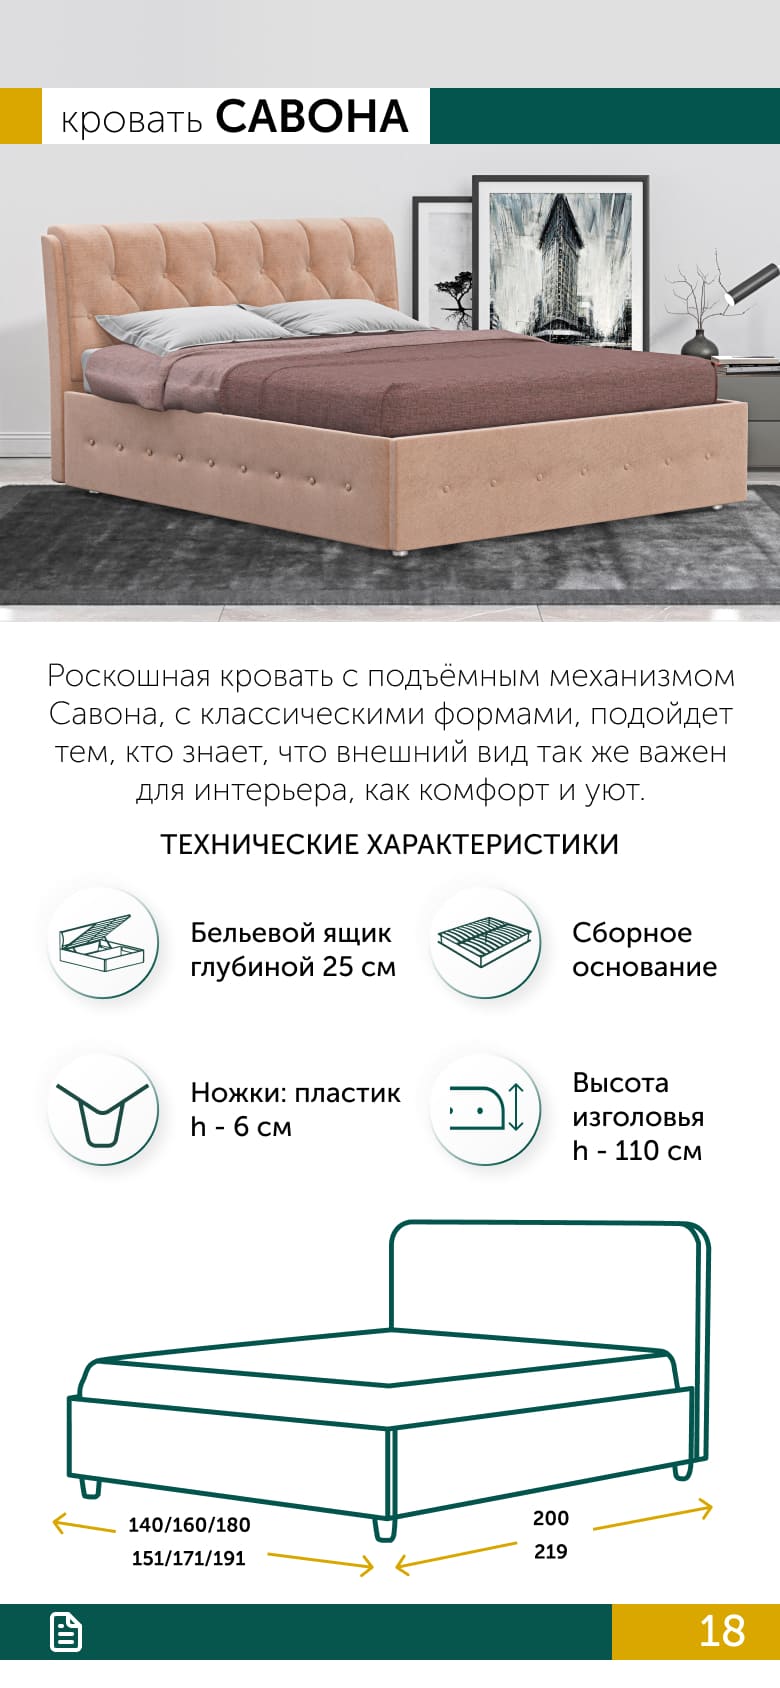 кровать САВОНА
Роскошная кровать с подъёмным механизмом
Савона, с классическими формами, подойдет
тем, кто знает, что внешний вид так же важен
для интерьера, как комфорт и уют.
ТЕХНИЧЕСКИЕ ХАРАКТЕРИСТИКИ
Бельевой ящик
глубиной 25 см
Сборное
основание
Ножки: пластик
h - 6 см
Высота
изголовья
h - 110 см
140/160/180
151/171/191
200
219
18